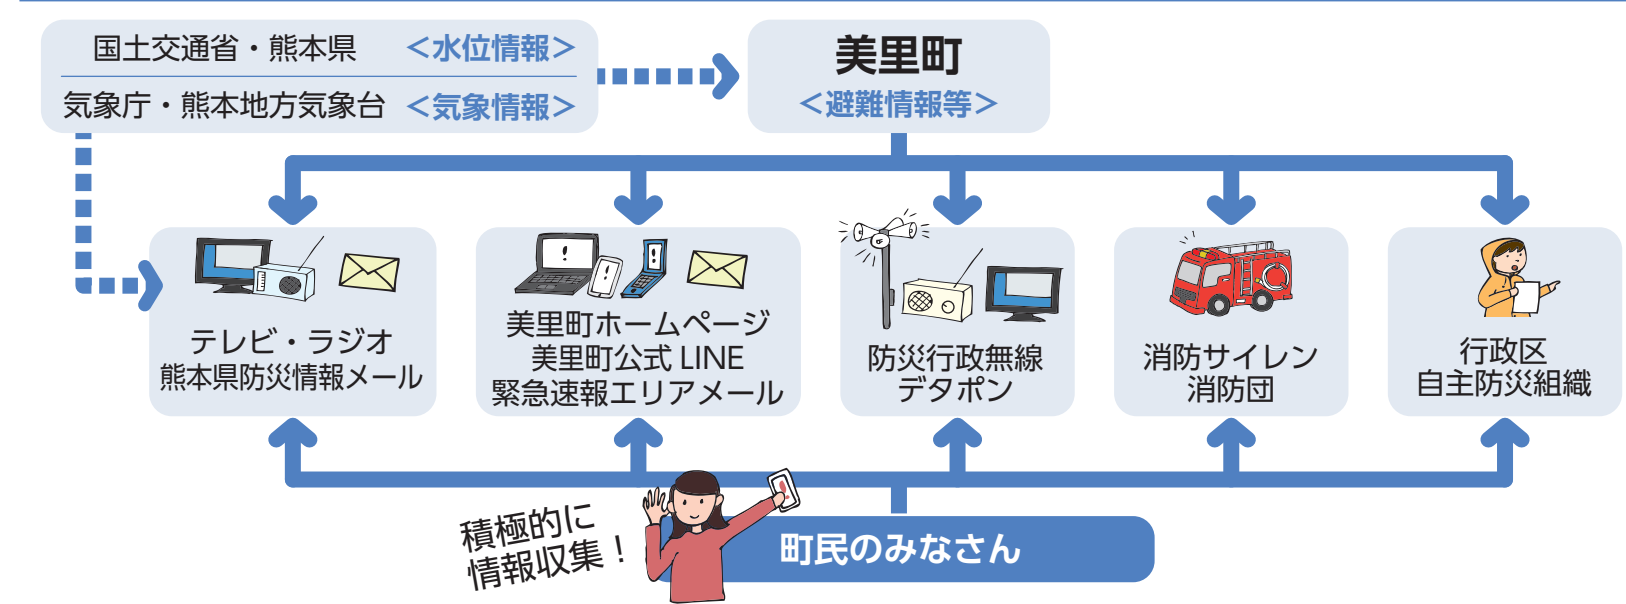 国土交通省・熊本県 <水位情報>
気象庁・熊本地方気象台 <気象情報>
美里町
<避難情報等>
テレビ・ラジオ
熊本県防災情報メール
美里町ホームページ
美里町公式 LINE
緊急速報エリアメール
防災行政無線
デタポン
消防サイレン
消防団
行政区
自主防災組織
積極的に
情報収集！
町民のみなさん